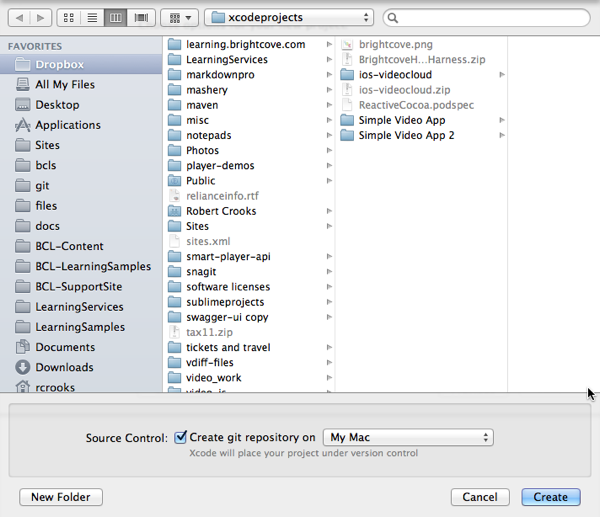 xcodeprojects
FAVORITES
Dropbox
All My Files
Desktop
Applications
Sites
bcls
git
files
docs
BCL-Content
BCL-LearningSamples
BCL-SupportSite
LearningServices
LearningSamples
Documents
Downloads
rcrooks
learning.brightcove.com
LearningServices
markdownpro
mashery
maven
misc
notepads
Photos
player-demos
Public
relianceinfo.rtf
Robert Crooks
Sites
sites.xml
smart-player-api
snagit
software licenses
sublimeprojects
swagger-ui copy
tax11.zip
tickets and travel
vdiff-files
video_work
brightcove.png
BrightcoveH...Harness.zip
ios-videocloud
ios-videocloud.zip
ReactiveCocoa.podspec
Simple Video App
Simple Video App 2
Source Control: Create git repository on My Mac
Xcode will place your project under version control
New Folder Cancel Create